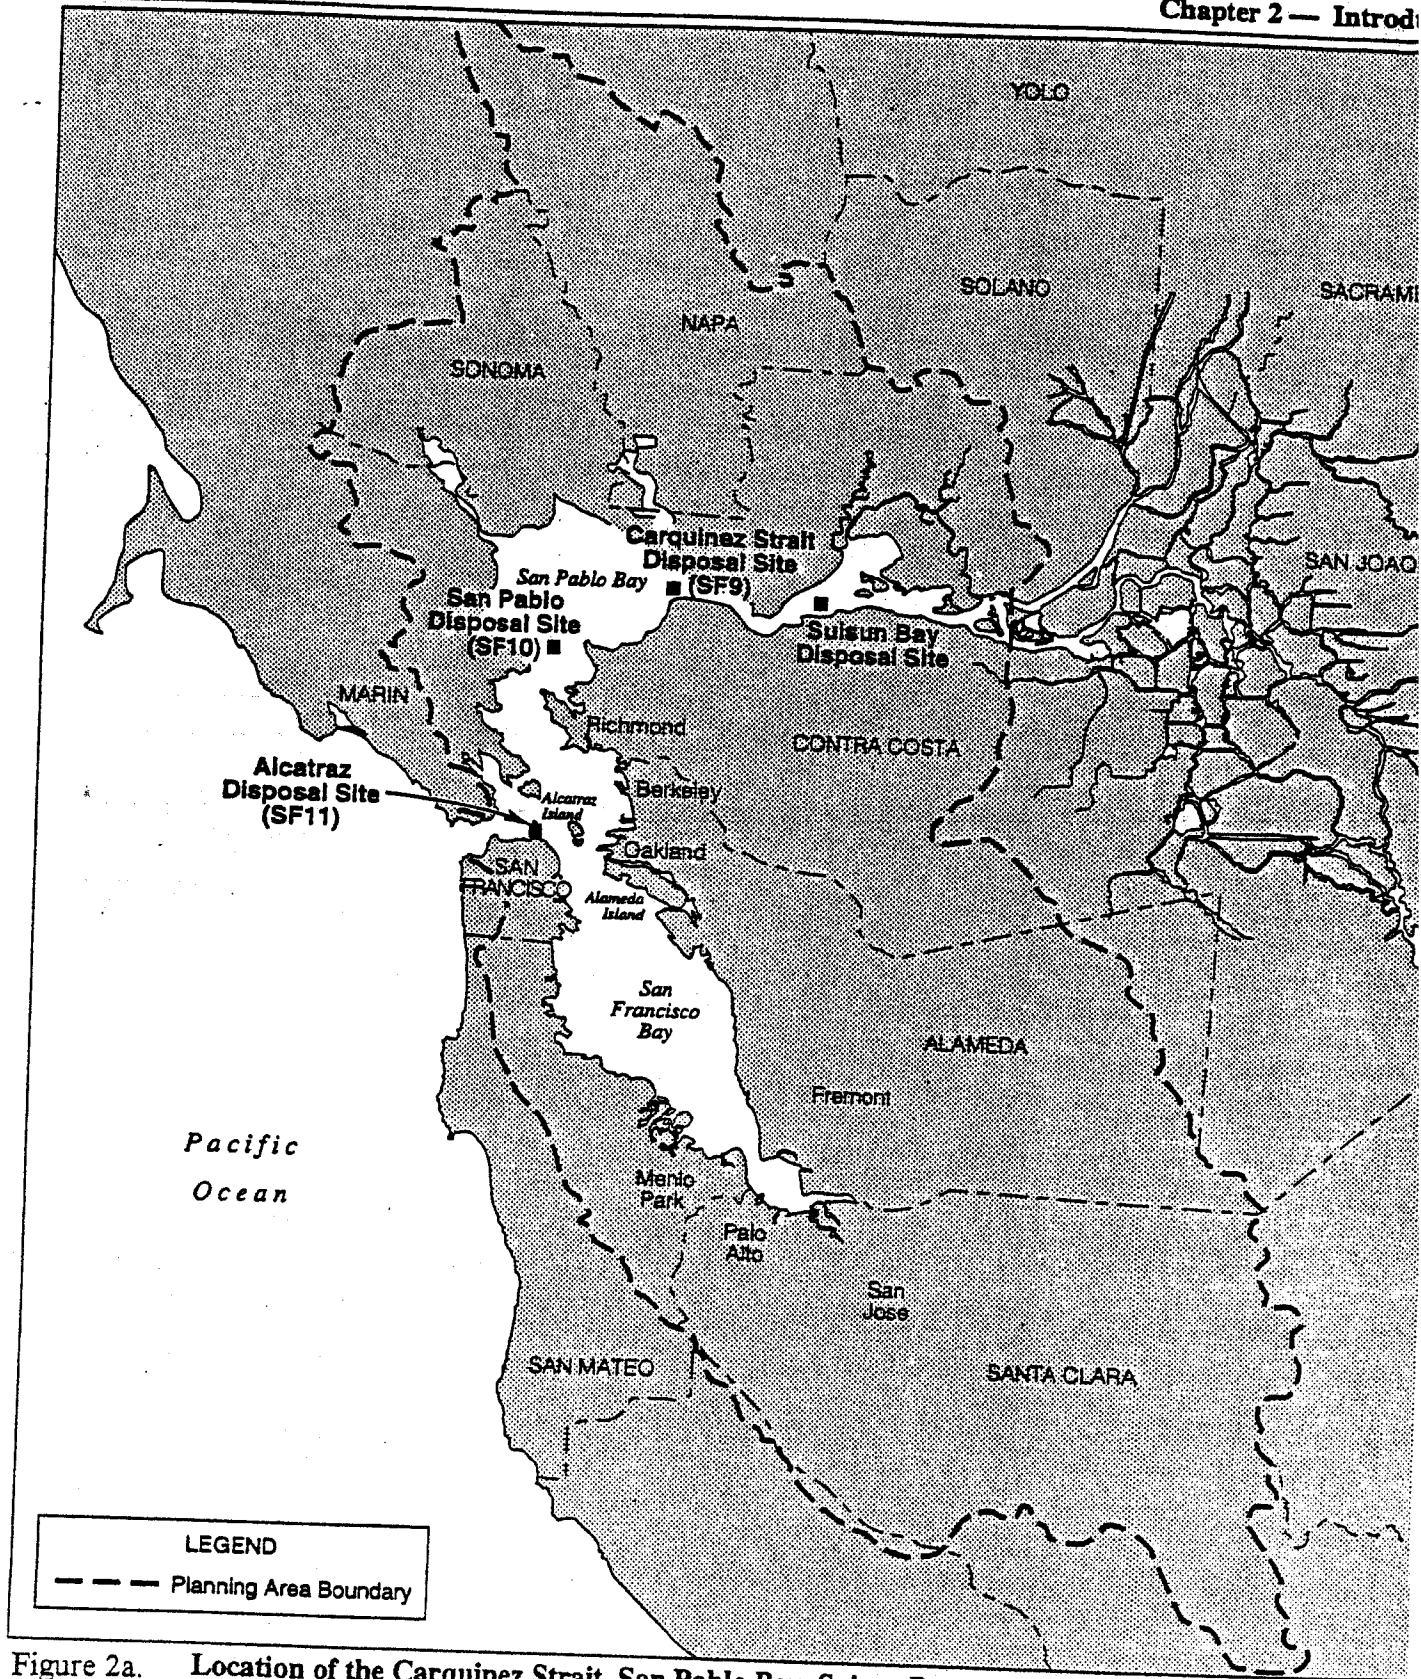 Chapter 2 — Introd
YOLO
SOLANO
SACRAM
NAPA
SONOMA
Carquinez Strait
Disposal Site
(SF9)
SAN JOAQ
San Pablo Bay
San Pablo
Disposal Site
(SF10)
Suisun Bay
Disposal Site
MARIN
Richmond
CONTRA COSTA
Alcatraz
Disposal Site
(SF11)
Alcatraz
Island
Berkeley
Oakland
SAN
FRANCISCO
Alameda
Island
San
Francisco
Bay
ALAMEDA
Fremont
Pacific
Ocean
Menlo
Park
Palo
Alto
San
Jose
SAN MATEO
SANTA CLARA
LEGEND
Planning Area Boundary
Figure 2a. Location of the Carquinez Strait, San Pablo Bay,